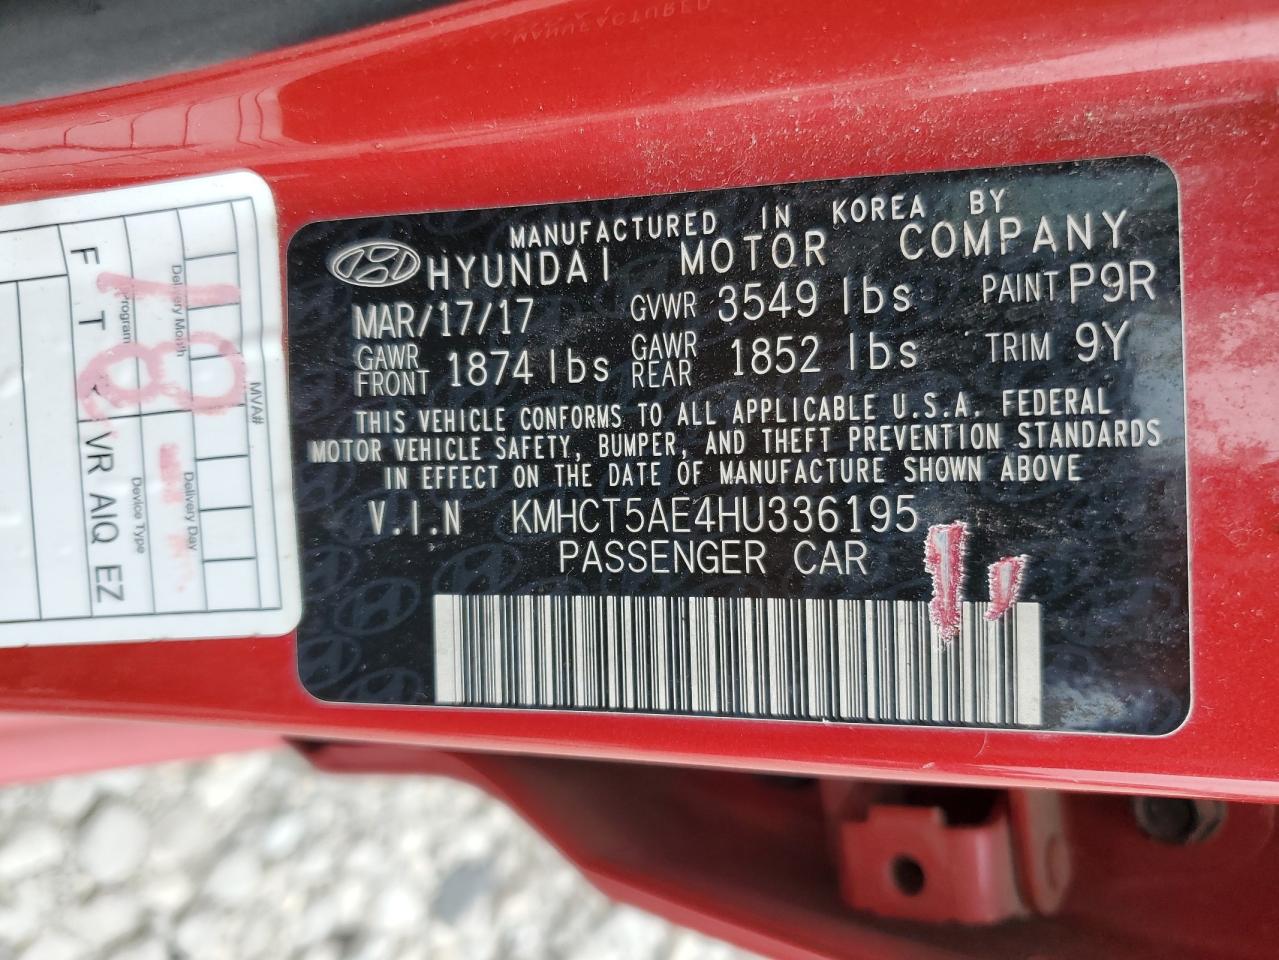 MANUFACTURED IN KOREA BY
HYUNDAI MOTOR COMPANY
MAR/17/17 GVWR 3549 lbs PAINT P9R
GAWR FRONT 1874 lbs GAWR REAR 1852 lbs TRIM 9Y
THIS VEHICLE CONFORMS TO ALL APPLICABLE U.S.A. FEDERAL
MOTOR VEHICLE SAFETY, BUMPER, AND THEFT PREVENTION STANDARDS
IN EFFECT ON THE DATE OF MANUFACTURE SHOWN ABOVE
V.I.N KMHCT5AE4HU336195
PASSENGER CAR
MVA#
Delivery Month
Delivery Day
Program
Device Type
F T
VR AIQ EZ
MANUFACTURED